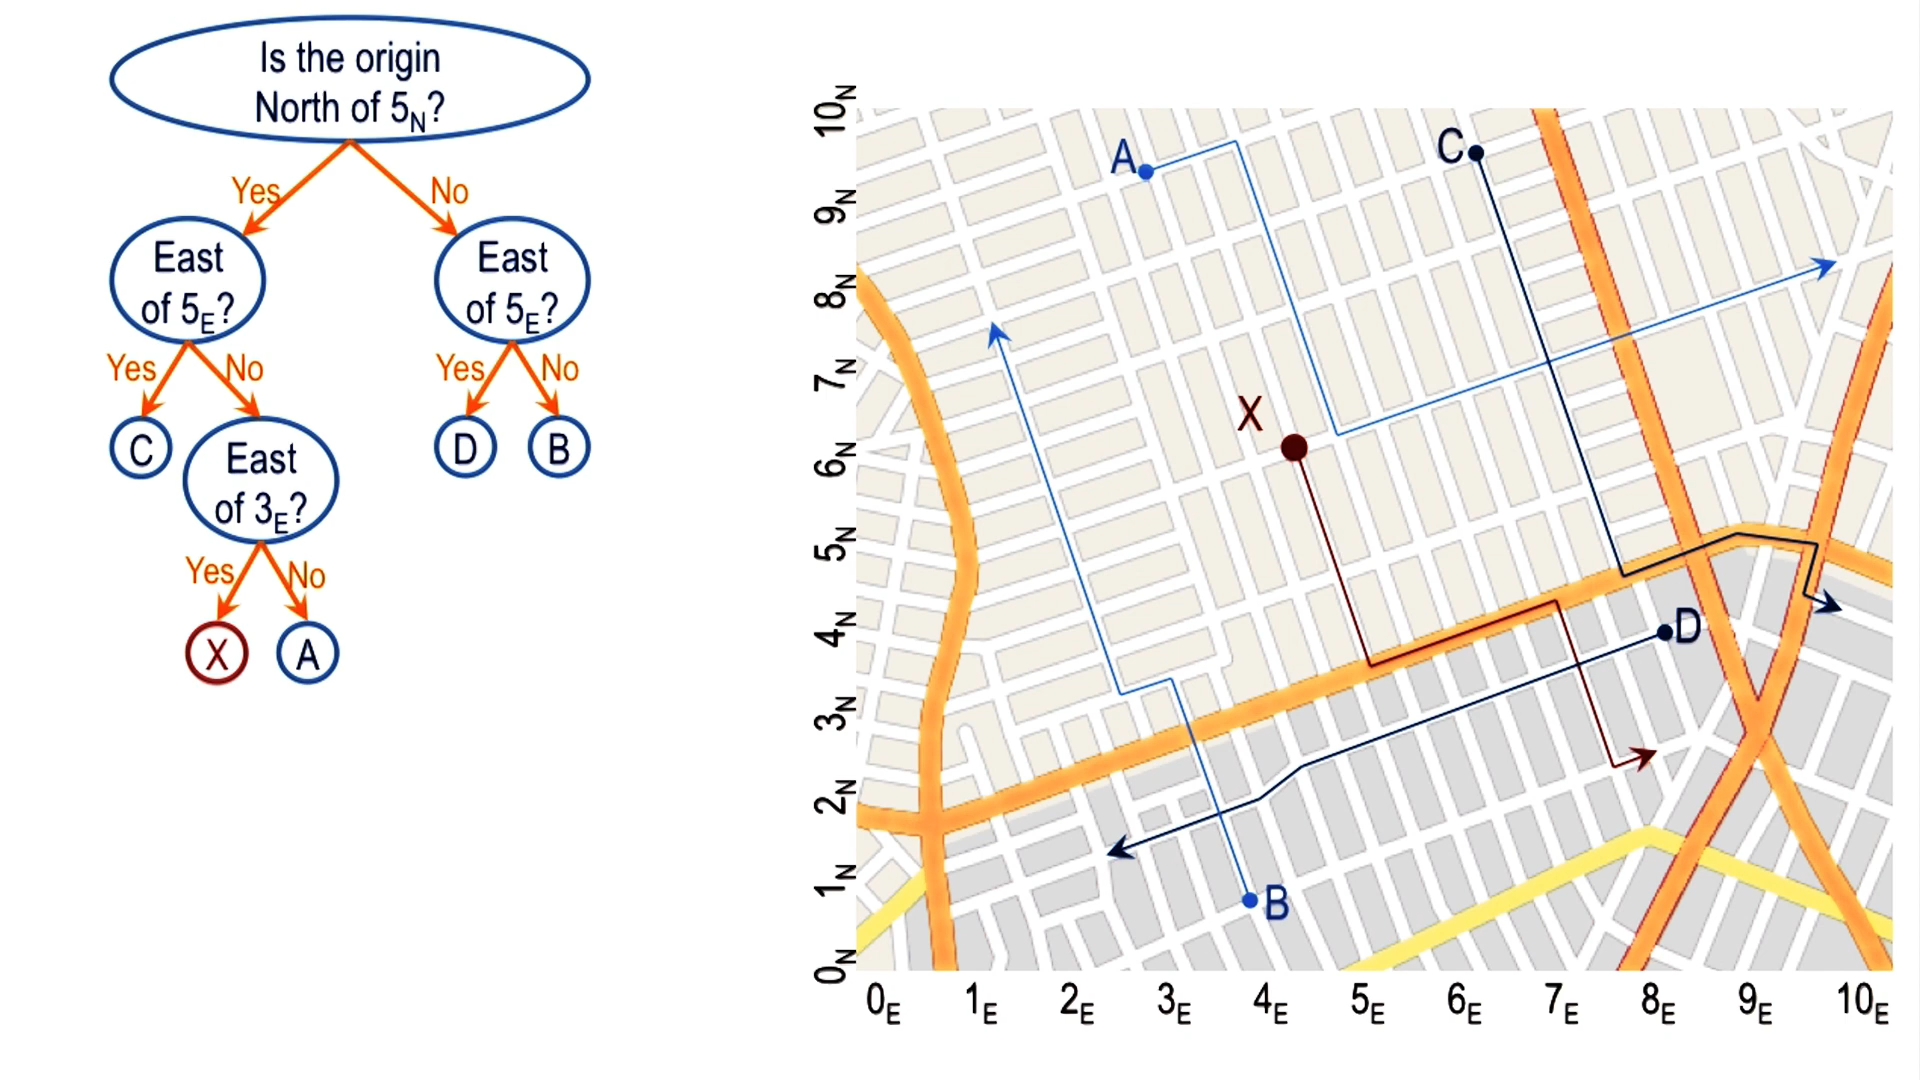 Is the origin
North of 5N?
Yes No
East
of 5E?
East
of 5E?
Yes No
Yes No
C
D
B
East
of 3E?
Yes No
X
A
10N
9N
8N
7N
6N
5N
4N
3N
2N
1N
0N
A
C
X
D
B
0E 1E 2E 3E 4E 5E 6E 7E 8E 9E 10E